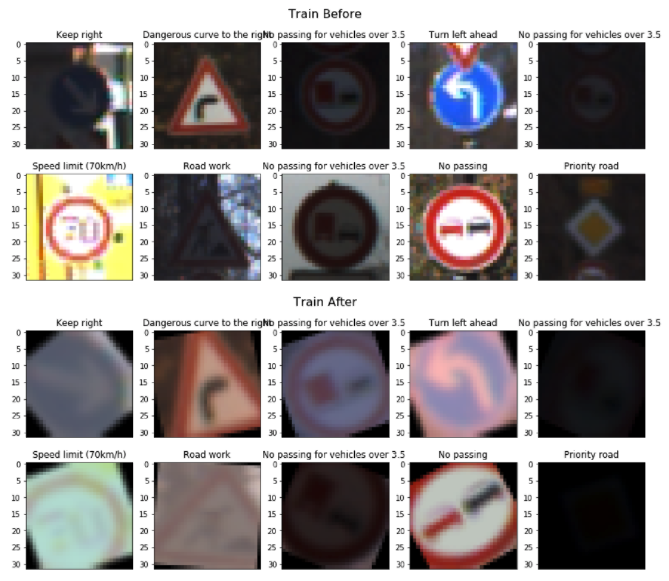 Train Before
Keep right
Dangerous curve to the right
No passing for vehicles over 3.5
Turn left ahead
No passing for vehicles over 3.5
0 5 10 15 20 25 30
0 5 10 15 20 25 30
0 5 10 15 20 25 30
0 5 10 15 20 25 30
0 5 10 15 20 25 30
Speed limit (70km/h)
Road work
No passing for vehicles over 3.5
No passing
Priority road
0 5 10 15 20 25 30
70
0 5 10 15 20 25 30
0 5 10 15 20 25 30
0 5 10 15 20 25 30
0 5 10 15 20 25 30
Train After
Keep right
Dangerous curve to the right
No passing for vehicles over 3.5
Turn left ahead
No passing for vehicles over 3.5
0 5 10 15 20 25 30
0 5 10 15 20 25 30
0 5 10 15 20 25 30
0 5 10 15 20 25 30
0 5 10 15 20 25 30
Speed limit (70km/h)
Road work
No passing for vehicles over 3.5
No passing
Priority road
0 5 10 15 20 25 30
70
0 5 10 15 20 25 30
0 5 10 15 20 25 30
0 5 10 15 20 25 30
0 5 10 15 20 25 30